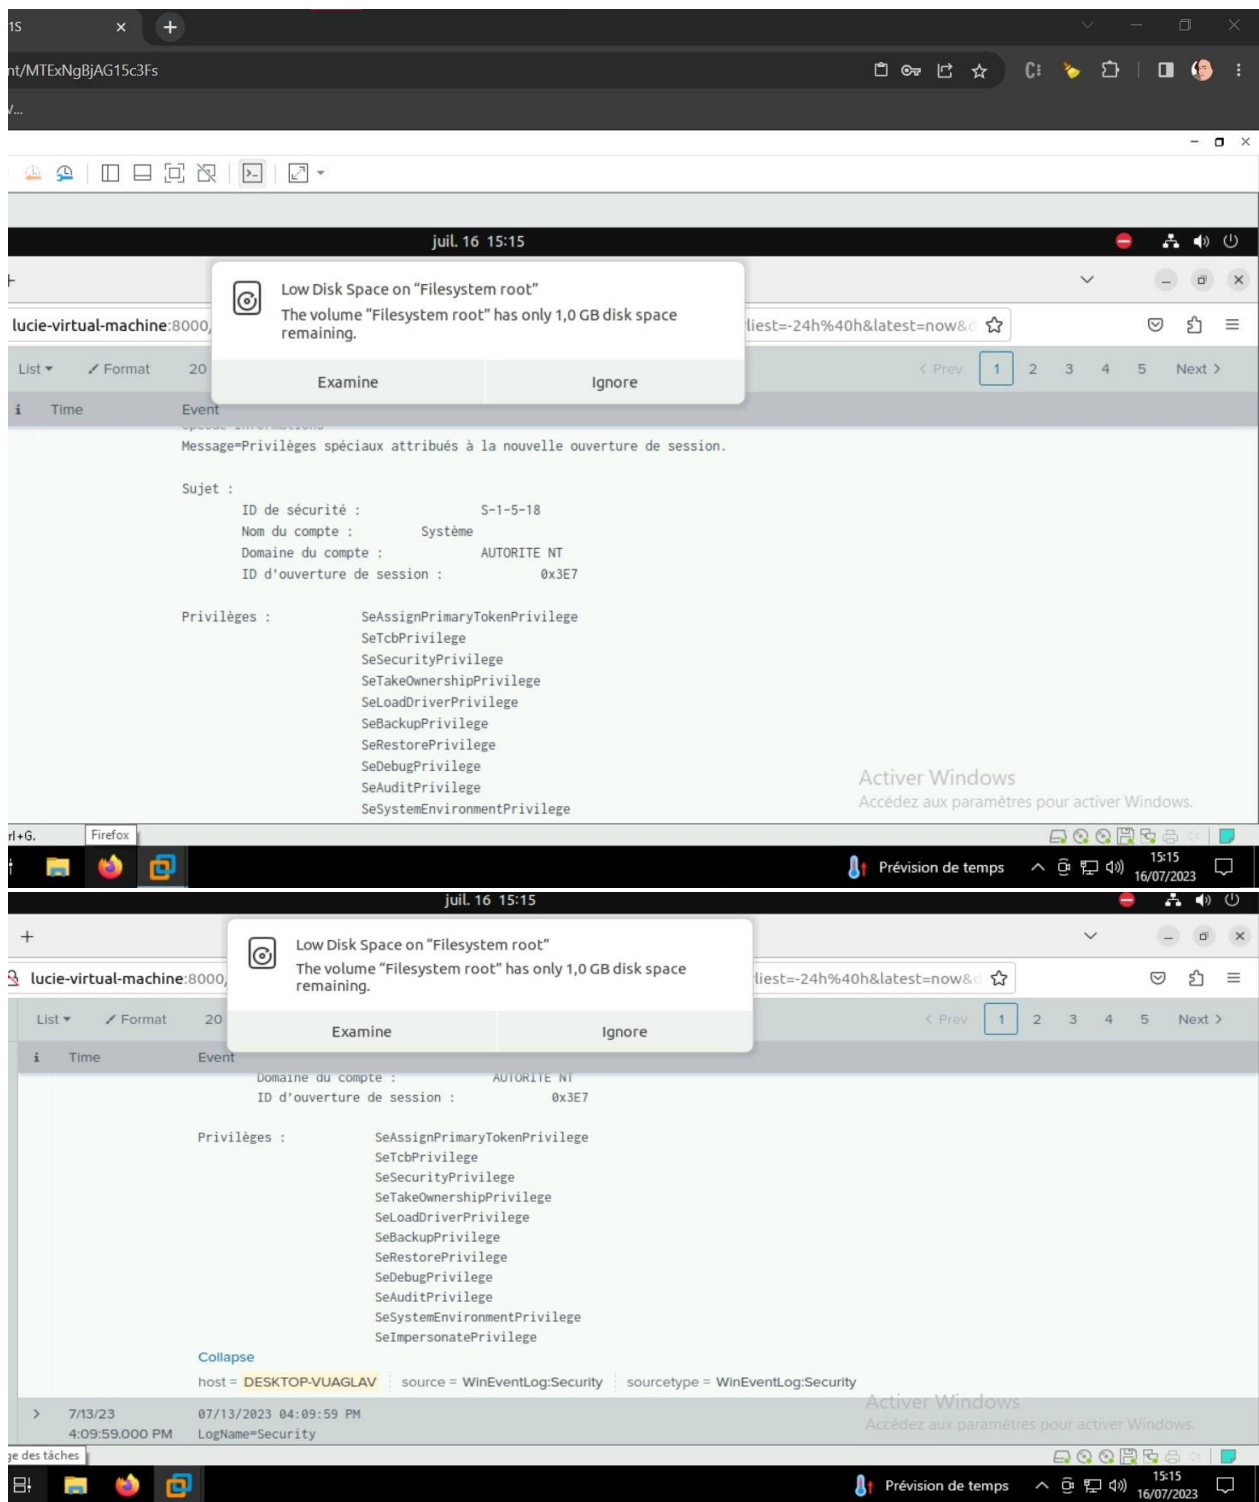 1S
nt/MTExNgBjAG15c3Fs
/...
juil. 16 15:15
Low Disk Space on “Filesystem root”
The volume “Filesystem root” has only 1,0 GB disk space
remaining.
Examine Ignore
lucie-virtual-machine:8000/ liest=-24h%40h&latest=now&d
List Format 20 < Prev 1 2 3 4 5 Next >
i Time Event
Message=Privilèges spéciaux attribués à la nouvelle ouverture de session.
Sujet :
ID de sécurité : S-1-5-18
Nom du compte : Système
Domaine du compte : AUTORITE NT
ID d'ouverture de session : 0x3E7
Privilèges : SeAssignPrimaryTokenPrivilege
SeTcbPrivilege
SeSecurityPrivilege
SeTakeOwnershipPrivilege
SeLoadDriverPrivilege
SeBackupPrivilege
SeRestorePrivilege
SeDebugPrivilege
SeAuditPrivilege
SeSystemEnvironmentPrivilege
Activer Windows
Accédez aux paramètres pour activer Windows.
rl+G.
Firefox
Prévision de temps
15:15
16/07/2023
juil. 16 15:15
Low Disk Space on “Filesystem root”
The volume “Filesystem root” has only 1,0 GB disk space
remaining.
Examine Ignore
lucie-virtual-machine:8000/ liest=-24h%40h&latest=now&d
List Format 20 < Prev 1 2 3 4 5 Next >
i Time Event
Domaine du compte : AUTORITE NT
ID d'ouverture de session : 0x3E7
Privilèges : SeAssignPrimaryTokenPrivilege
SeTcbPrivilege
SeSecurityPrivilege
SeTakeOwnershipPrivilege
SeLoadDriverPrivilege
SeBackupPrivilege
SeRestorePrivilege
SeDebugPrivilege
SeAuditPrivilege
SeSystemEnvironmentPrivilege
SeImpersonatePrivilege
Collapse
host = DESKTOP-VUAGLAV source = WinEventLog:Security sourcetype = WinEventLog:Security
7/13/23 07/13/2023 04:09:59 PM
4:09:59.000 PM LogName=Security
Activer Windows
Accédez aux paramètres pour activer Windows.
ge des tâches
Prévision de temps
15:15
16/07/2023